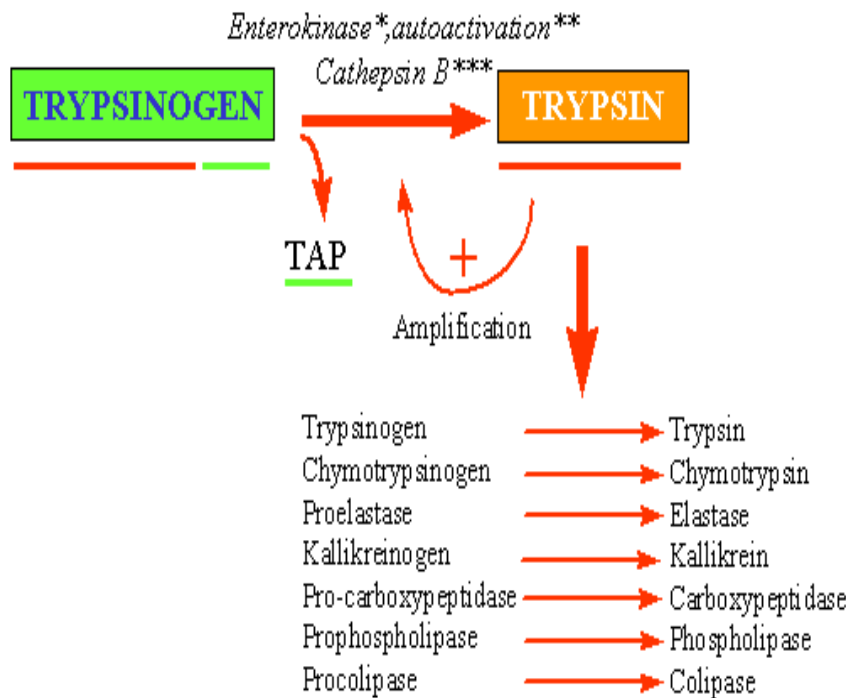 Enterokinase*,autoactivation**
Cathepsin B***
TRYPSINOGEN
TRYPSIN
TAP
+
Amplification
Trypsinogen Trypsin
Chymotrypsinogen Chymotrypsin
Proelastase Elastase
Kallikreinogen Kallikrein
Pro-carboxypeptidase Carboxypeptidase
Prophospholipase Phospholipase
Procolipase Colipase